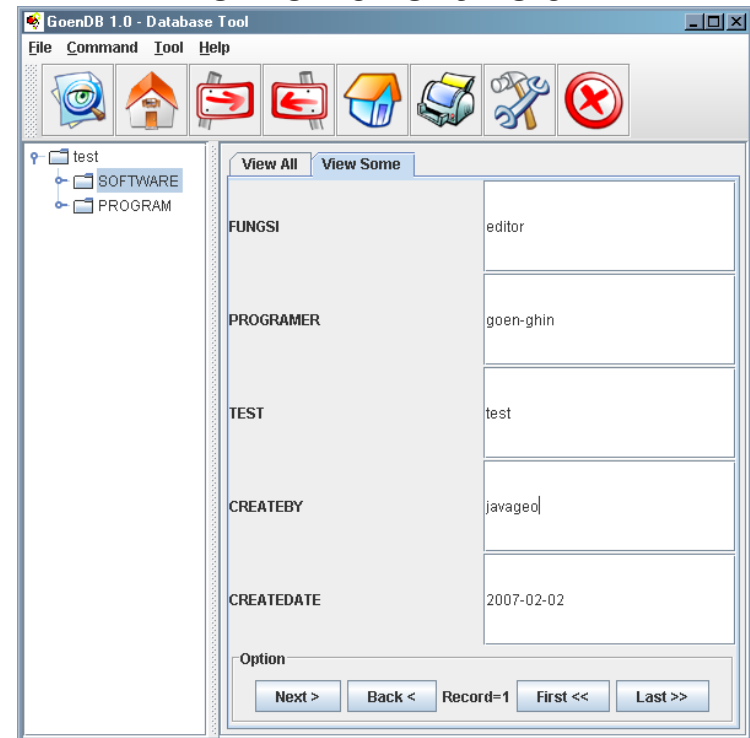 GoenDB 1.0 - Database Tool
File Command Tool Help
test
SOFTWARE
PROGRAM
View All View Some
FUNGSI editor
PROGRAMER goen-ghin
TEST test
CREATEBY javageo
CREATEDATE 2007-02-02
Option
Next > Back < Record=1 First << Last >>